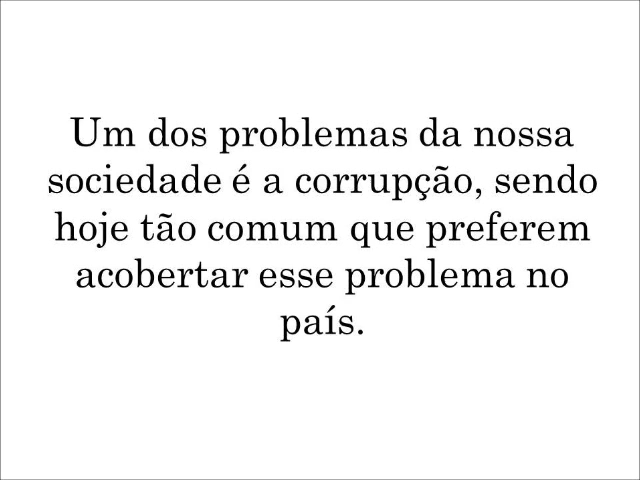 Um dos problemas da nossa
sociedade é a corrupção, sendo
hoje tão comum que preferem
acobertar esse problema no
país.